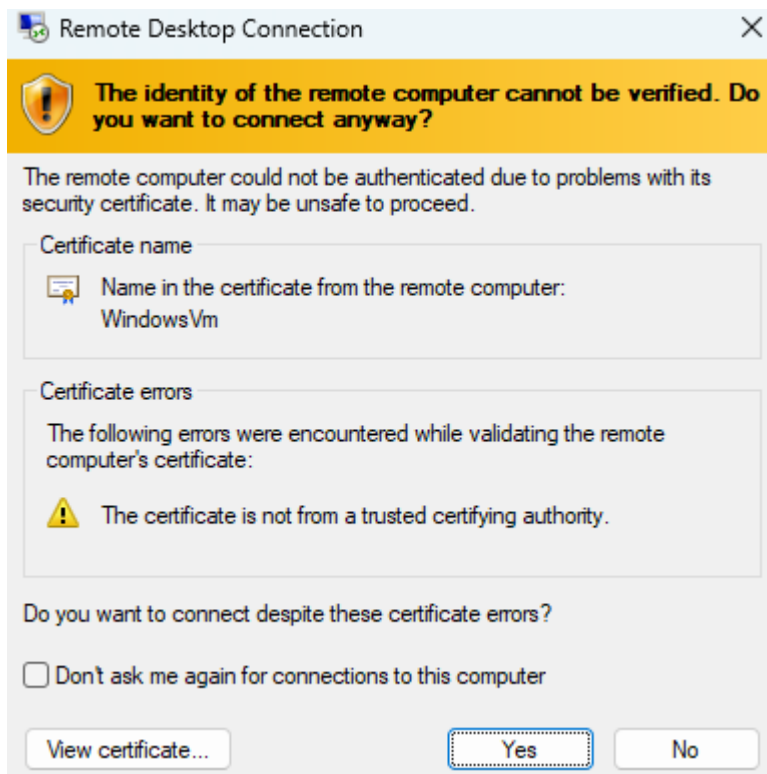 Remote Desktop Connection
The identity of the remote computer cannot be verified. Do
you want to connect anyway?
The remote computer could not be authenticated due to problems with its
security certificate. It may be unsafe to proceed.
Certificate name
Name in the certificate from the remote computer:
WindowsVm
Certificate errors
The following errors were encountered while validating the remote
computer's certificate:
The certificate is not from a trusted certifying authority.
Do you want to connect despite these certificate errors?
Don't ask me again for connections to this computer
View certificate... Yes No